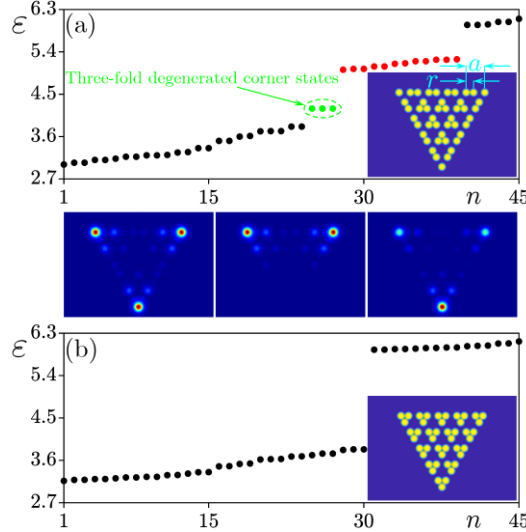 6.3
(a)
ε
5.4
a
Three-fold degenerated corner states
r
4.5
3.6
2.7
1
15
30
n
45
6.3
(b)
ε
5.4
4.5
3.6
2.7
1
15
30
n
45